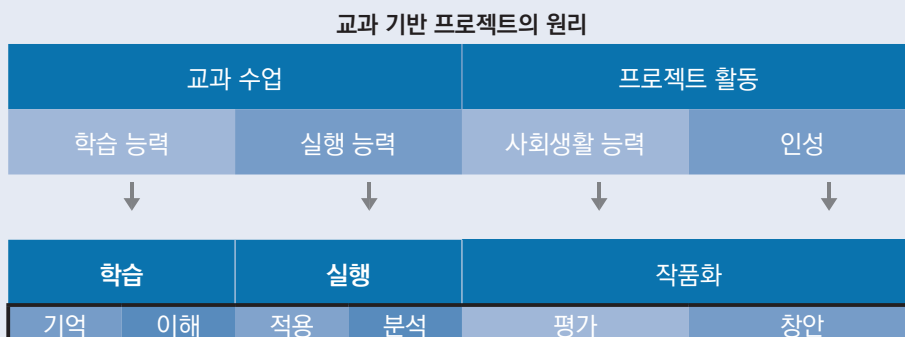 교과 기반 프로젝트의 원리
교과 수업 프로젝트 활동
학습 능력 실행 능력 사회생활 능력 인성
학습 실행 작품화
기억 이해 적용 분석 평가 창안